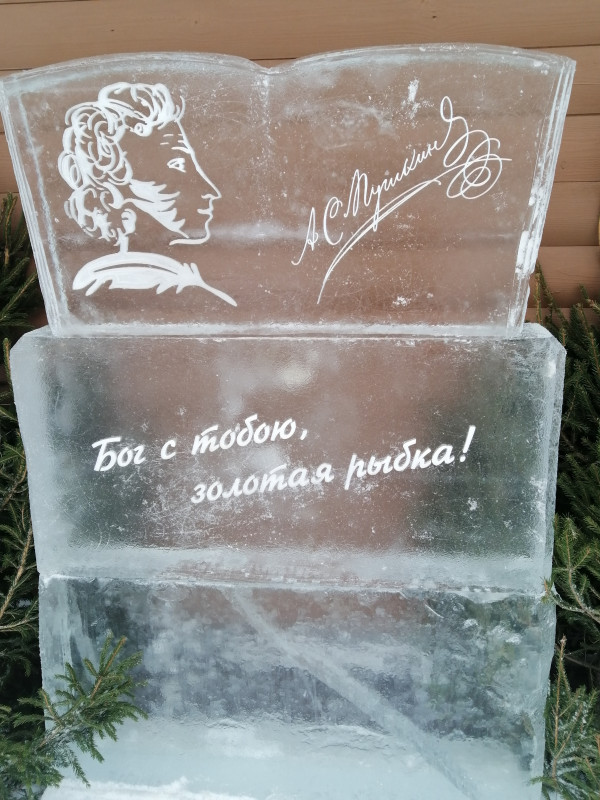 А С Пушкин
Бог с тобою,
золотая рыбка!